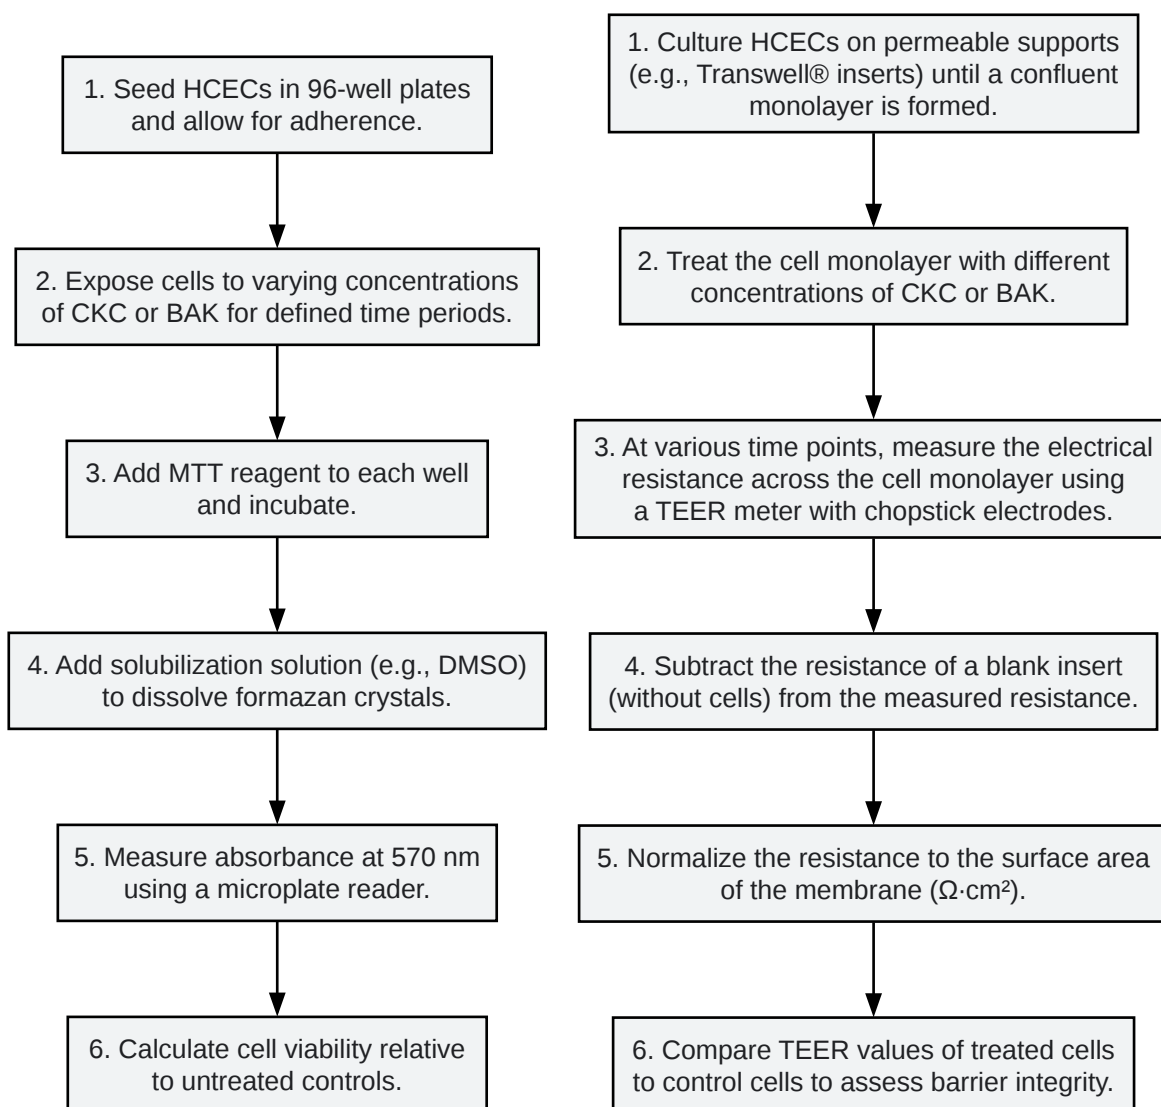 1. Seed HCECs in 96-well plates
and allow for adherence.
2. Expose cells to varying concentrations
of CKC or BAK for defined time periods.
3. Add MTT reagent to each well
and incubate.
4. Add solubilization solution (e.g., DMSO)
to dissolve formazan crystals.
5. Measure absorbance at 570 nm
using a microplate reader.
6. Calculate cell viability relative
to untreated controls.
1. Culture HCECs on permeable supports
(e.g., Transwell® inserts) until a confluent
monolayer is formed.
2. Treat the cell monolayer with different
concentrations of CKC or BAK.
3. At various time points, measure the electrical
resistance across the cell monolayer using
a TEER meter with chopstick electrodes.
4. Subtract the resistance of a blank insert
(without cells) from the measured resistance.
5. Normalize the resistance to the surface area
of the membrane (Ω·cm²).
6. Compare TEER values of treated cells
to control cells to assess barrier integrity.